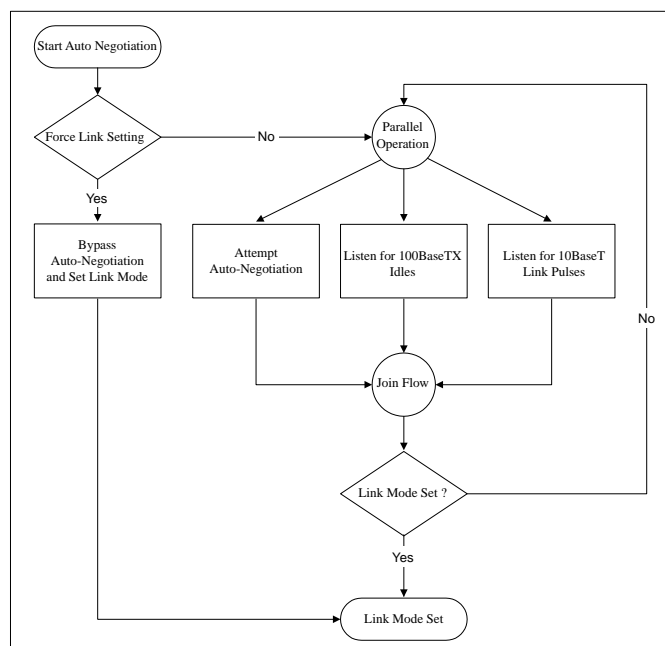 Start Auto Negotiation
Force Link Setting
No
Parallel
Operation
Yes
Bypass
Auto-Negotiation
and Set Link Mode
Attempt
Auto-Negotiation
Listen for 100BaseTX
Idles
Listen for 10BaseT
Link Pulses
No
Join Flow
Link Mode Set ?
Yes
Link Mode Set